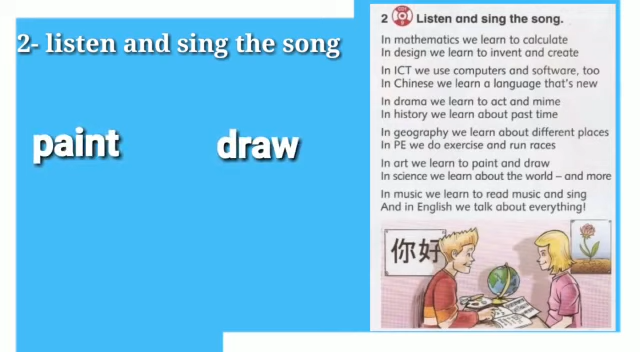 2- listen and sing the song
paint
draw
2 Listen and sing the song.
In mathematics we learn to calculate
In design we learn to invent and create
In ICT we use computers and software, too
In Chinese we learn a language that's new
In drama we learn to act and mime
In history we learn about past time
In geography we learn about different places
In PE we do exercise and run races
In art we learn to paint and draw
In science we learn about the world – and more
In music we learn to read music and sing
And in English we talk about everything!
你好